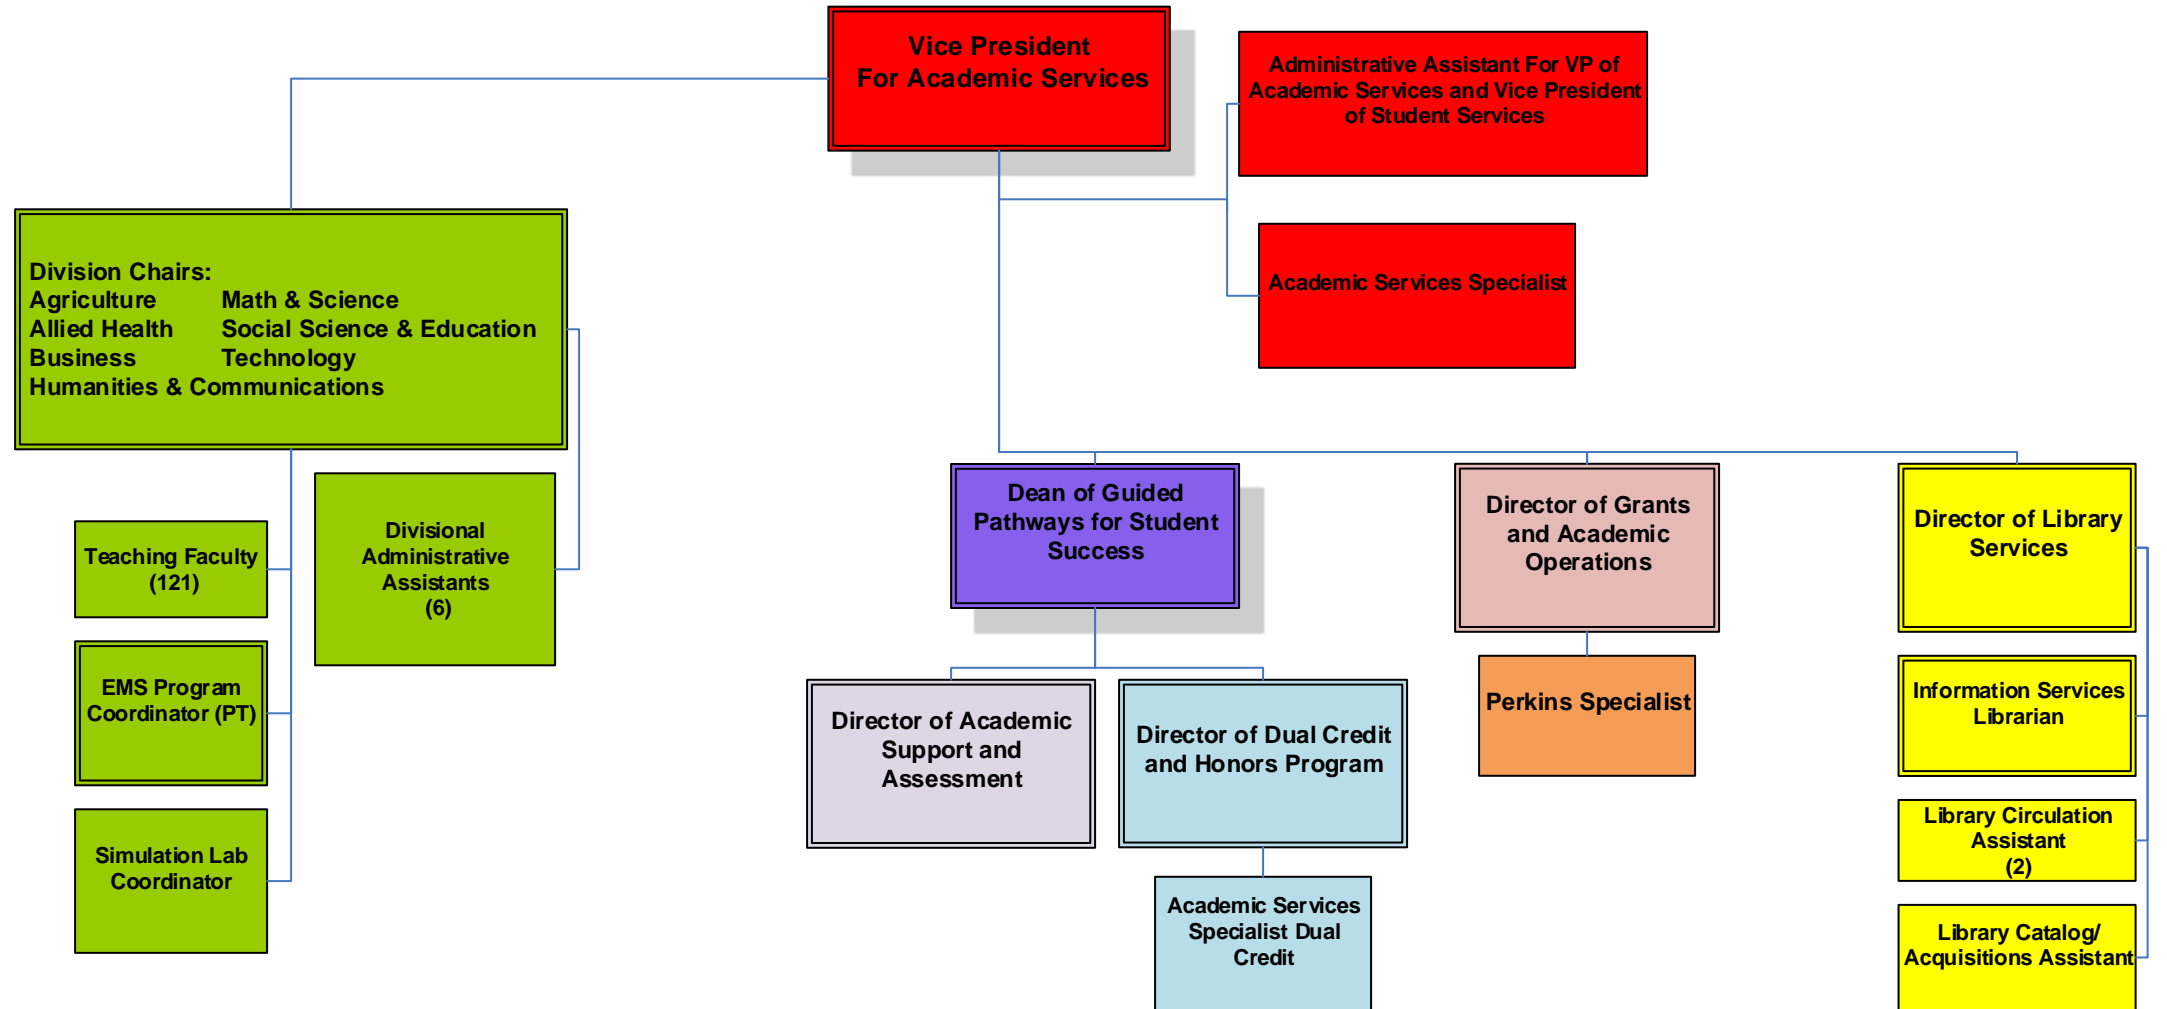 Vice President
For Academic Services
Administrative Assistant For VP of
Academic Services and Vice President
of Student Services
Academic Services Specialist
Division Chairs:
Agriculture Math & Science
Allied Health Social Science & Education
Business Technology
Humanities & Communications
Teaching Faculty
(121)
Divisional
Administrative
Assistants
(6)
EMS Program
Coordinator (PT)
Simulation Lab
Coordinator
Dean of Guided
Pathways for Student
Success
Director of Academic
Support and
Assessment
Director of Dual Credit
and Honors Program
Academic Services
Specialist Dual
Credit
Director of Grants
and Academic
Operations
Perkins Specialist
Director of Library
Services
Information Services
Librarian
Library Circulation
Assistant
(2)
Library Catalog/
Acquisitions Assistant